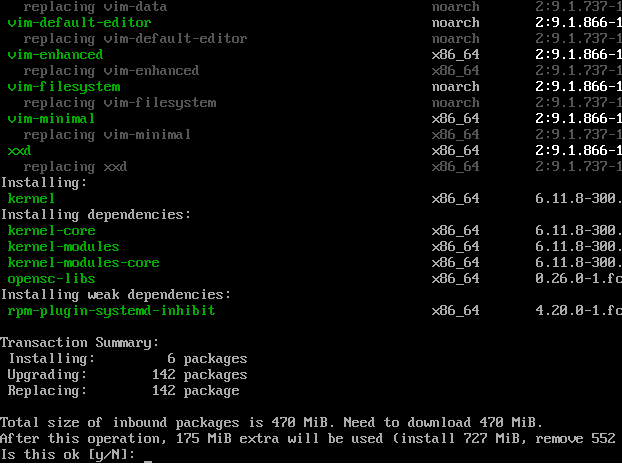 replacing vim-data noarch 2:9.1.737-1
vim-default-editor noarch 2:9.1.866-1
replacing vim-default-editor noarch 2:9.1.737-1
vim-enhanced x86_64 2:9.1.866-1
replacing vim-enhanced x86_64 2:9.1.737-1
vim-filesystem noarch 2:9.1.866-1
replacing vim-filesystem noarch 2:9.1.737-1
vim-minimal x86_64 2:9.1.866-1
replacing vim-minimal x86_64 2:9.1.737-1
xxd x86_64 2:9.1.866-1
replacing xxd x86_64 2:9.1.737-1
Installing:
kernel x86_64 6.11.8-300.
Installing dependencies:
kernel-core x86_64 6.11.8-300.
kernel-modules x86_64 6.11.8-300.
kernel-modules-core x86_64 6.11.8-300.
opensc-libs x86_64 0.26.0-1.fc
Installing weak dependencies:
rpm-plugin-systemd-inhibit x86_64 4.20.0-1.fc
Transaction Summary:
Installing: 6 packages
Upgrading: 142 packages
Replacing: 142 package
Total size of inbound packages is 470 MiB. Need to download 470 MiB.
After this operation, 175 MiB extra will be used (install 727 MiB, remove 552
Is this ok [y/N]: